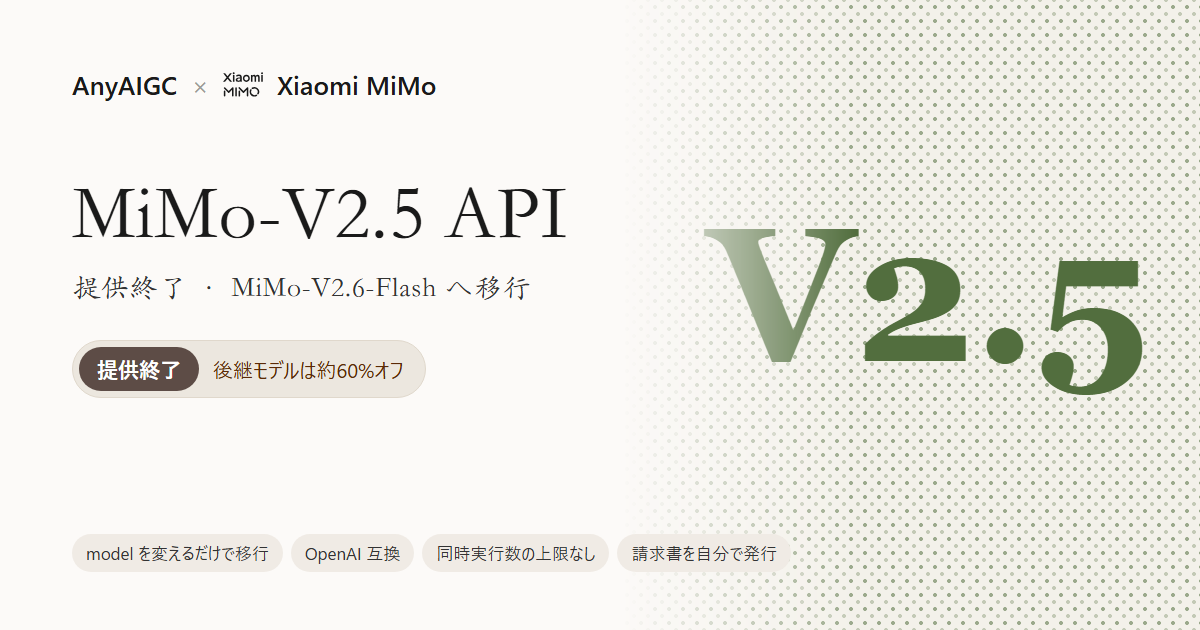 AnyAIGC × Xiaomi MIMO Xiaomi MiMo
MiMo-V2.5 API
提供終了 · MiMo-V2.6-Flash へ移行
提供終了 後継モデルは約60%オフ
V2.5
model を変えるだけで移行 OpenAI 互換 同時実行数の上限なし 請求書を自分で発行